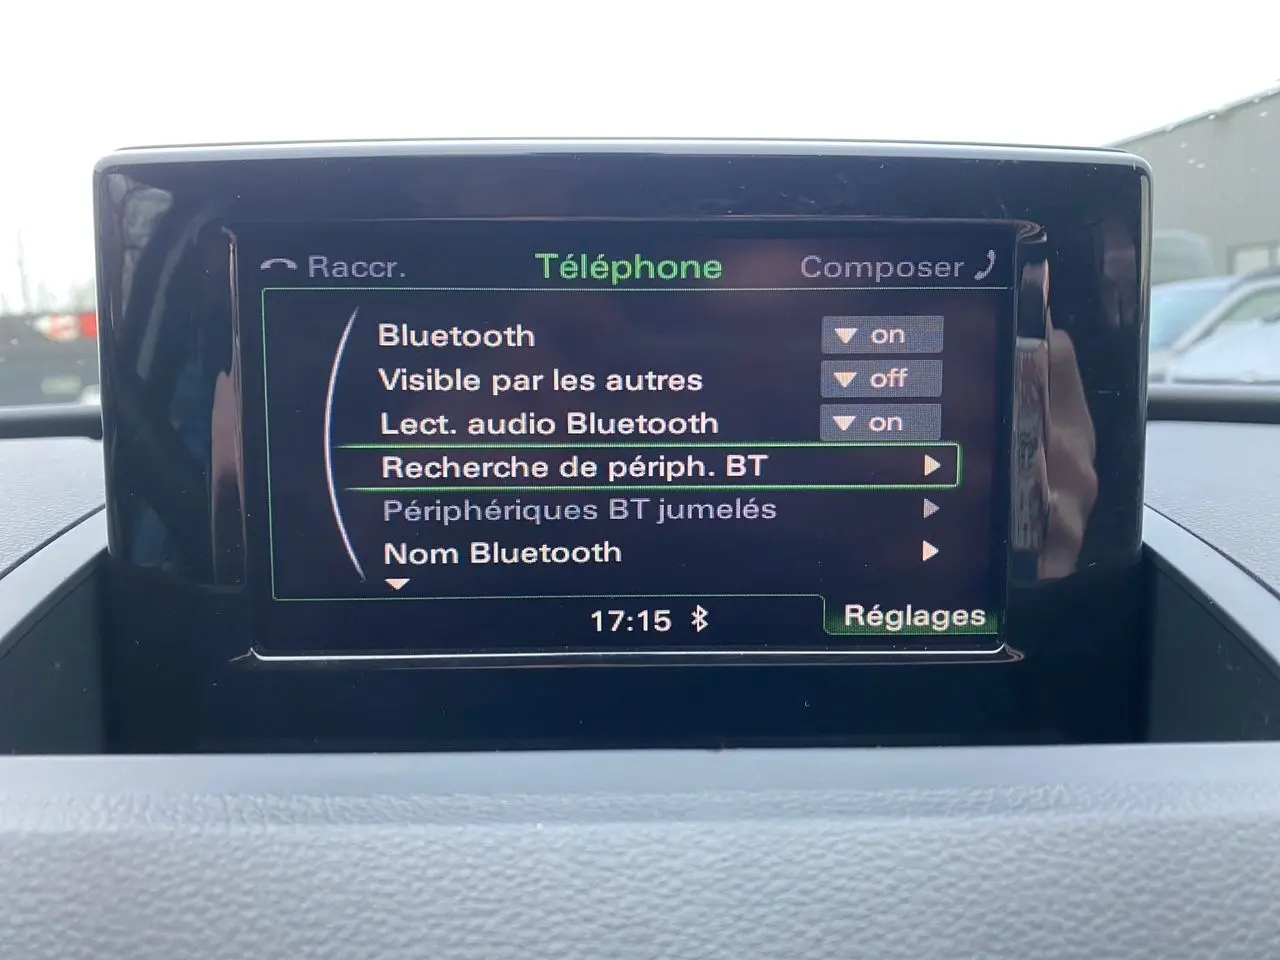 Raccr. Téléphone Composer
Bluetooth on
Visible par les autres off
Lect. audio Bluetooth on
Recherche de périph. BT
Périphériques BT jumelés
Nom Bluetooth
17:15 Réglages